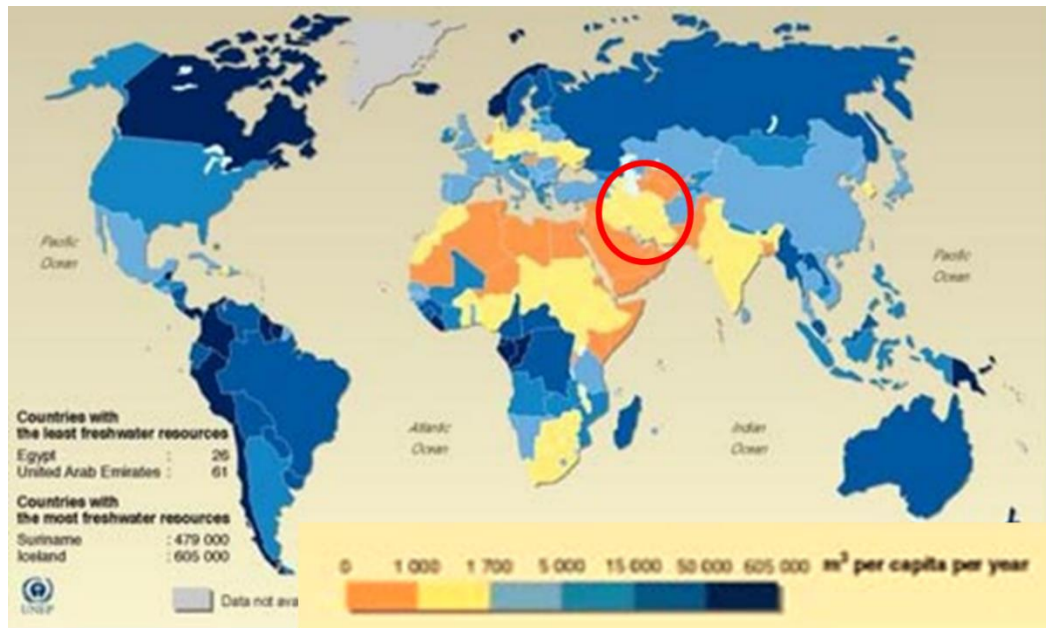 Pacific
Ocean
Pacific
Ocean
Atlantic
Ocean
Indian
Ocean
Countries with
the least freshwater resources
Egypt : 26
United Arab Emirates : 61
Countries with
the most freshwater resources
Suriname : 479 000
Iceland : 605 000
UNEP
Data not ava
0 1 000 1 700 5 000 15 000 50 000 605 000 m³ per capita per year